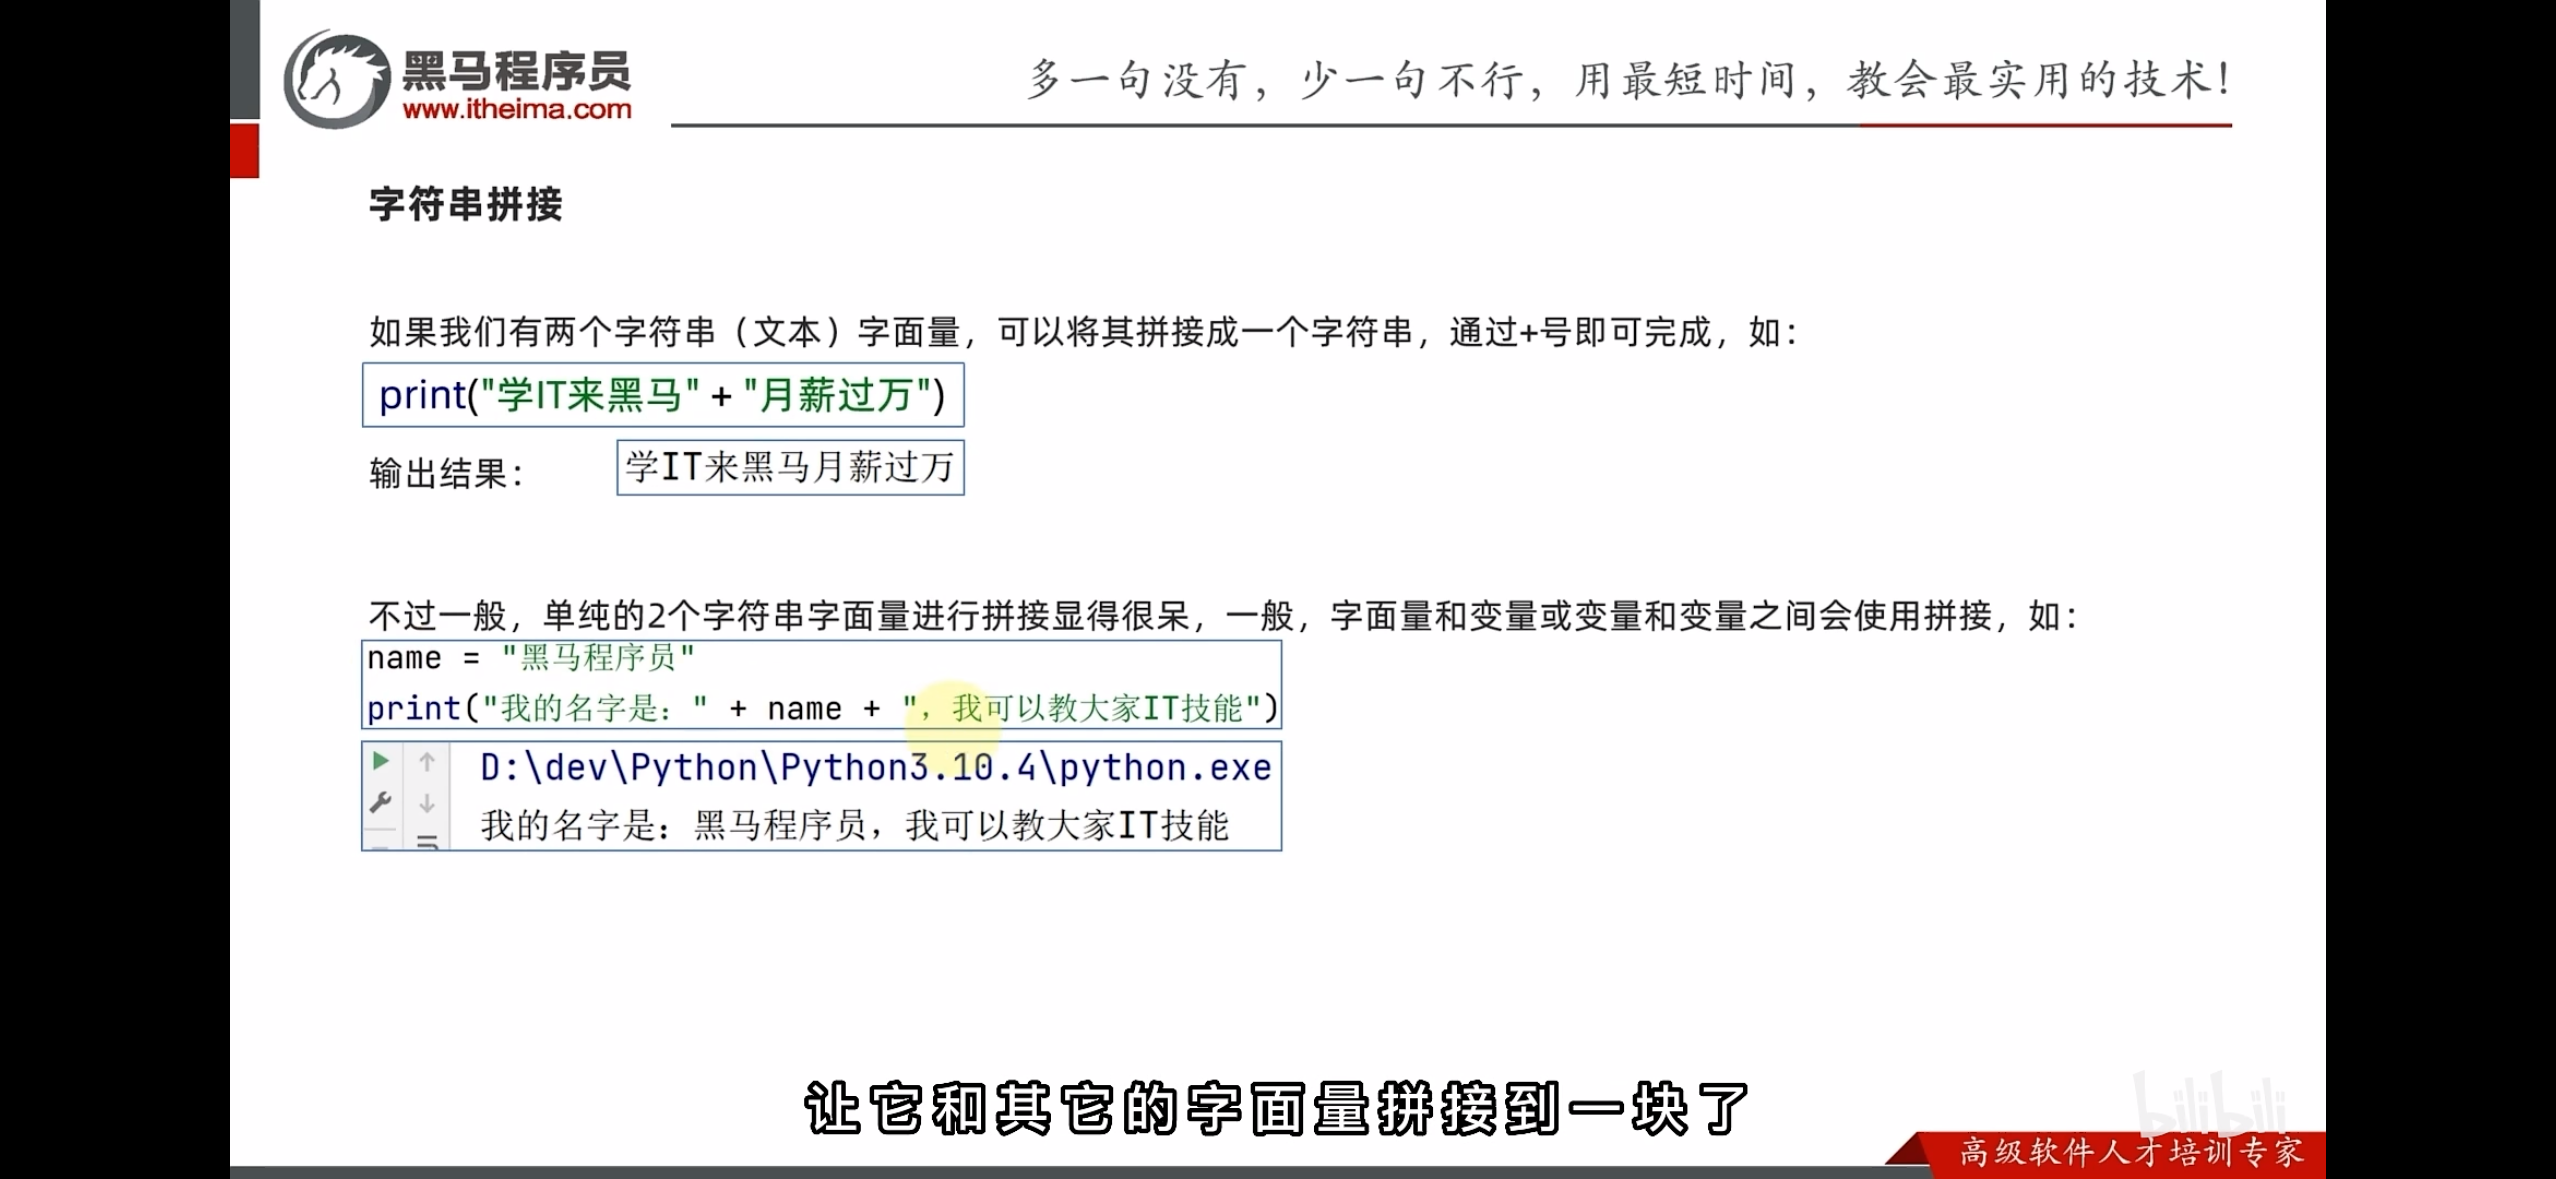 黑马程序员
www.itheima.com
多一句没有，少一句不行，用最短时间，教会最实用的技术！
字符串拼接
如果我们有两个字符串（文本）字面量，可以将其拼接成一个字符串，通过+号即可完成，如：
print("学IT来黑马" + "月薪过万")
输出结果：
学IT来黑马月薪过万
不过一般，单纯的2个字符串字面量进行拼接显得很呆，一般，字面量和变量或变量和变量之间会使用拼接，如：
name = "黑马程序员"
print("我的名字是：" + name + "，我可以教大家IT技能")
D:\dev\Python\Python3.10.4\python.exe
我的名字是：黑马程序员，我可以教大家IT技能
让它和其它的字面量拼接到一块了
bilibili
高级软件人才培训专家